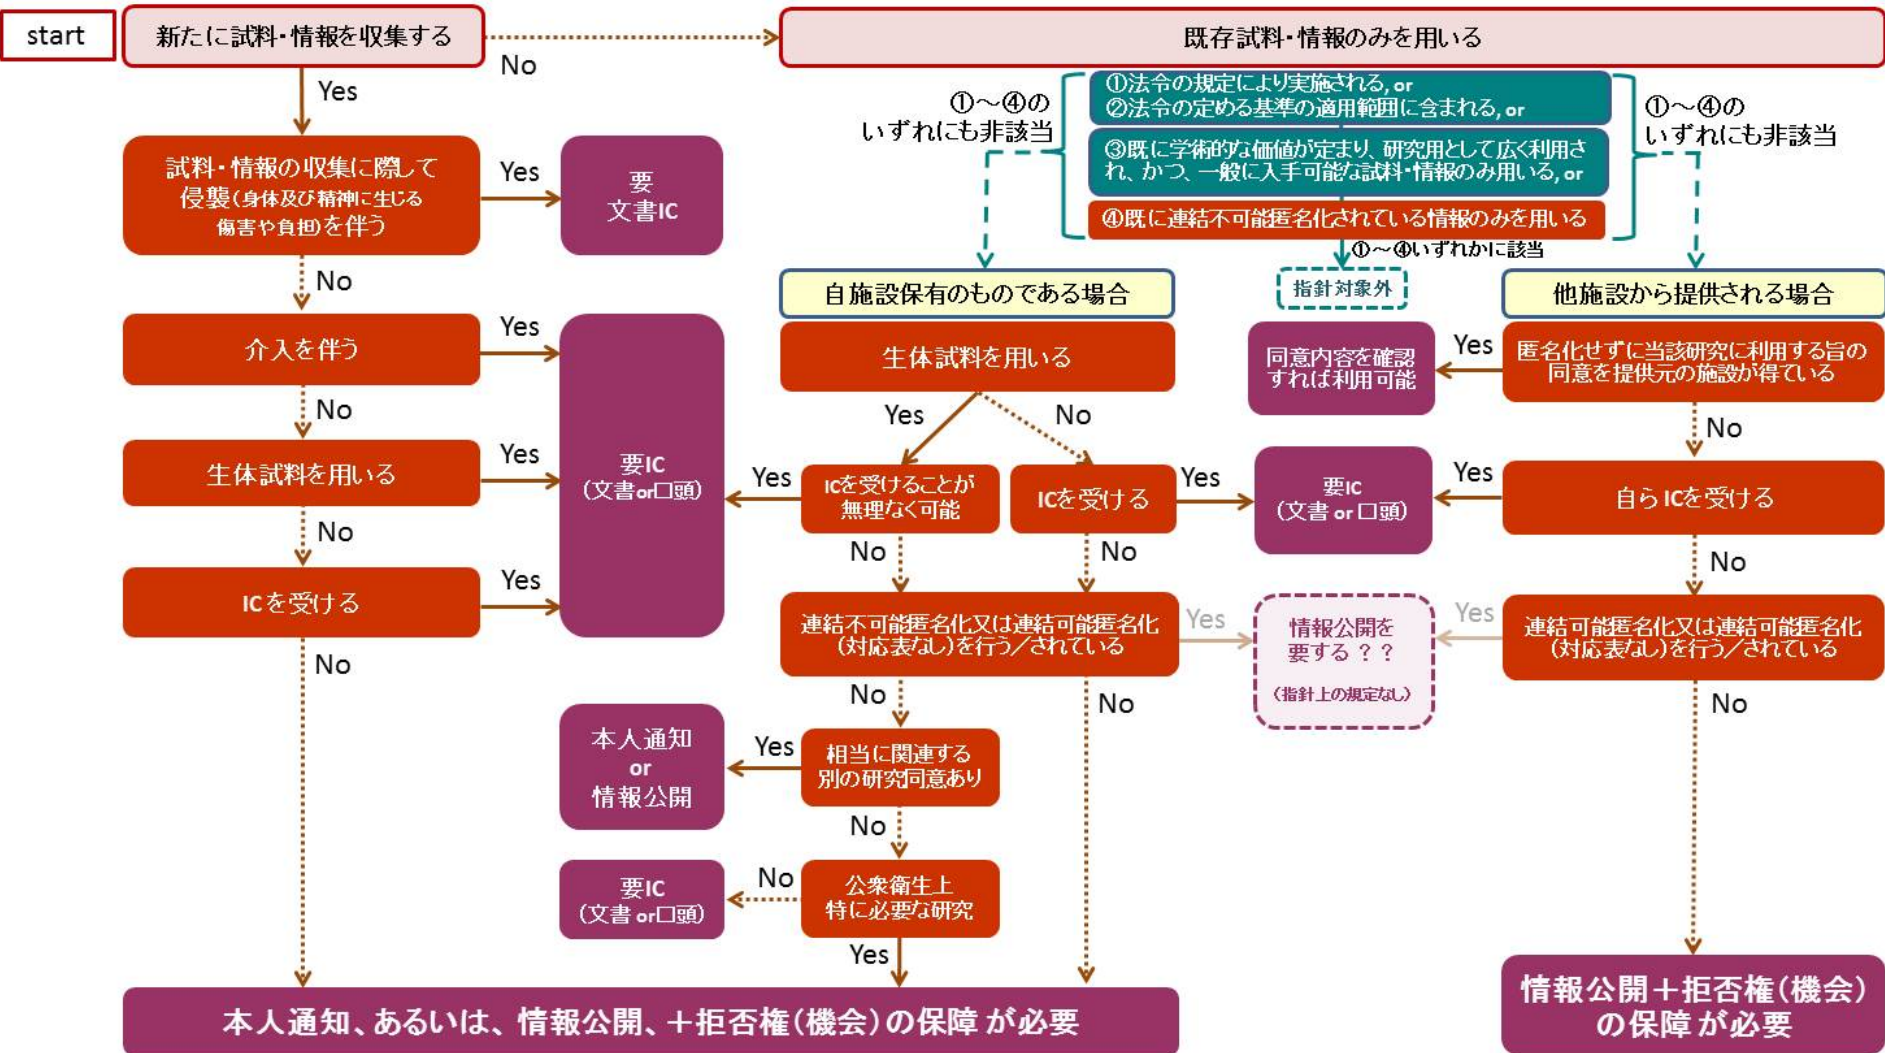 start
新たに試料・情報を収集する
No
既存試料・情報のみを用いる
Yes
①～④の
いずれにも非該当
①法令の規定により実施される, or
②法令の定める基準の適用範囲に含まれる, or
③既に学術的な価値が定まり、研究用として広く利用さ
れ、かつ、一般に入手可能な試料・情報のみ用いる, or
④既に連結不可能匿名化されている情報のみを用いる
①～④の
いずれにも非該当
①～④いずれかに該当
試料・情報の収集に際して
侵襲(身体及び精神に生じる
傷害や負担)を伴う
Yes
要
文書IC
No
自施設保有のものである場合
指針対象外
他施設から提供される場合
介入を伴う
Yes
No
生体試料を用いる
Yes
No
ICを受ける
Yes
No
要IC
（文書or口頭）
生体試料を用いる
Yes
No
ICを受けることが
無理なく可能
Yes
No
ICを受ける
Yes
No
同意内容を確認
すれば利用可能
Yes
匿名化せずに当該研究に利用する旨の
同意を提供元の施設が得ている
No
要IC
（文書 or 口頭）
Yes
自らICを受ける
No
連結不可能匿名化又は連結可能匿名化
（対応表なし）を行う／されている
Yes
No
No
情報公開を
要する？？
（指針上の規定なし）
Yes
連結可能匿名化又は連結可能匿名化
（対応表なし）を行う／されている
No
本人通知
or
情報公開
Yes
相当に関連する
別の研究同意あり
No
要IC
（文書 or口頭）
No
公衆衛生上
特に必要な研究
Yes
本人通知、あるいは、情報公開、＋拒否権（機会）の保障 が必要
情報公開＋拒否権（機会）
の保障 が必要